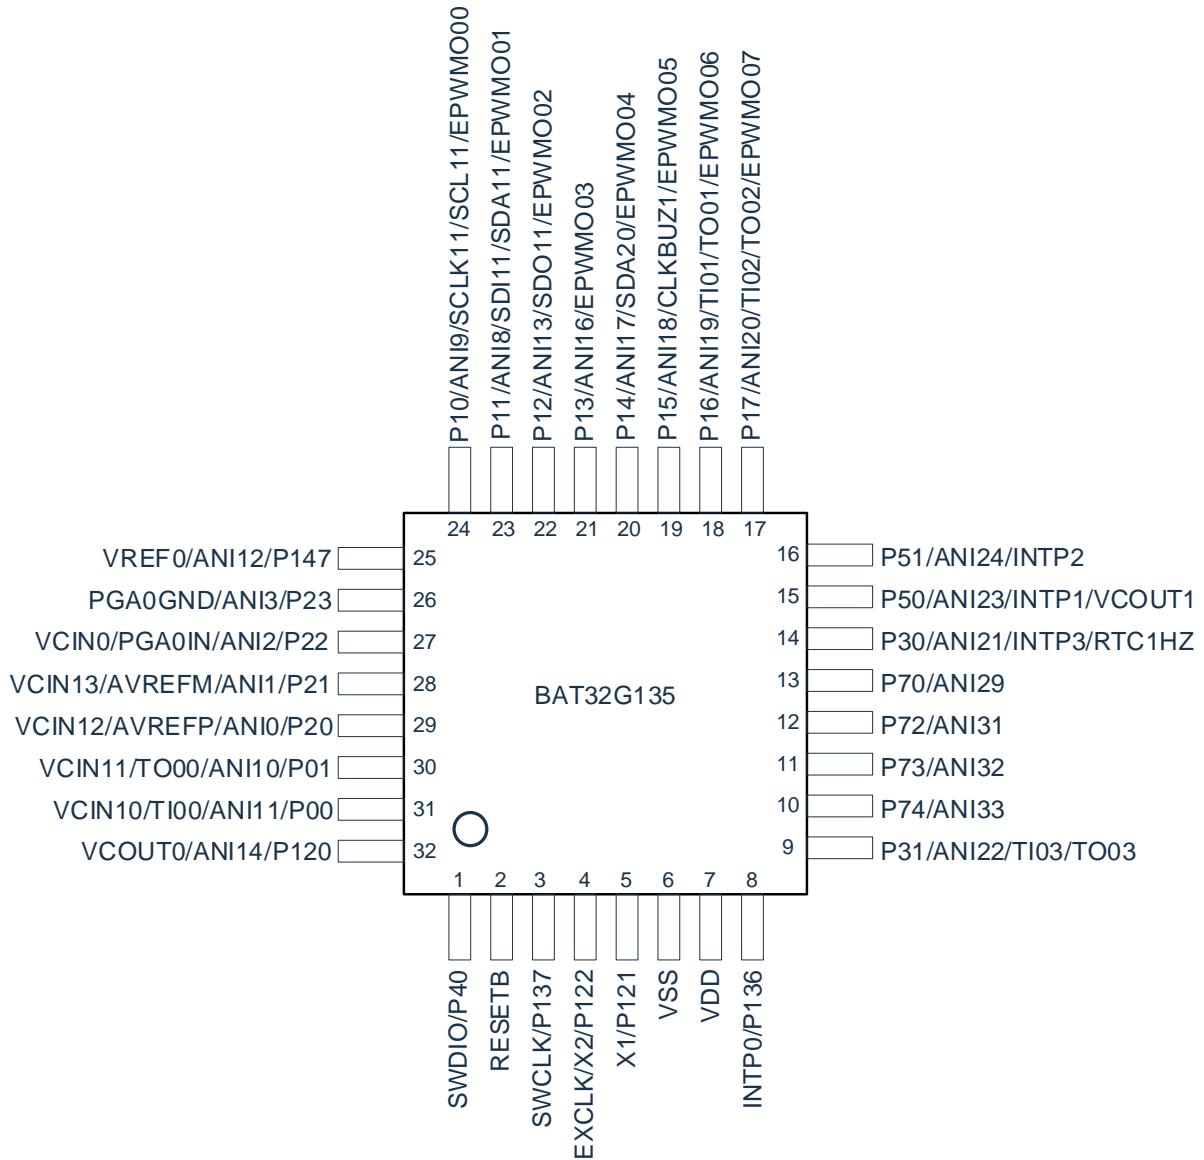 P10/ANI9/SCLK11/SCL11/EPWMO00
P11/ANI8/SDI11/SDA11/EPWMO01
P12/ANI13/SDO11/EPWMO02
P13/ANI16/EPWMO03
P14/ANI17/SDA20/EPWMO04
P15/ANI18/CLKBUZ1/EPWMO05
P16/ANI19/TI01/TO01/EPWMO06
P17/ANI20/TI02/TO02/EPWMO07
24 23 22 21 20 19 18 17
VREF0/ANI12/P147 25
PGA0GND/ANI3/P23 26
VCIN0/PGA0IN/ANI2/P22 27
VCIN13/AVREFM/ANI1/P21 28
VCIN12/AVREFP/ANI0/P20 29
VCIN11/TO00/ANI10/P01 30
VCIN10/TI00/ANI11/P00 31
VCOUT0/ANI14/P120 32
BAT32G135
16 P51/ANI24/INTP2
15 P50/ANI23/INTP1/VCOUT1
14 P30/ANI21/INTP3/RTC1HZ
13 P70/ANI29
12 P72/ANI31
11 P73/ANI32
10 P74/ANI33
9 P31/ANI22/TI03/TO03
1 2 3 4 5 6 7 8
SWDIO/P40
RESETB
SWCLK/P137
EXCLK/X2/P122
X1/P121
VSS
VDD
INTP0/P136